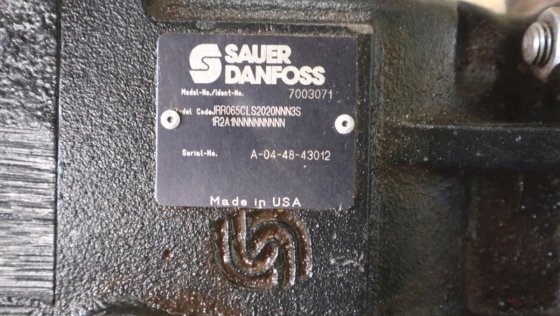 SAUER
DANFOSS
Model-No./Ident-No. 7003071
Model Code JRR065CLS2020NNN3S
1R2A1NNNNNNNNNN
Serial-No. A-04-48-43012
Made in USA